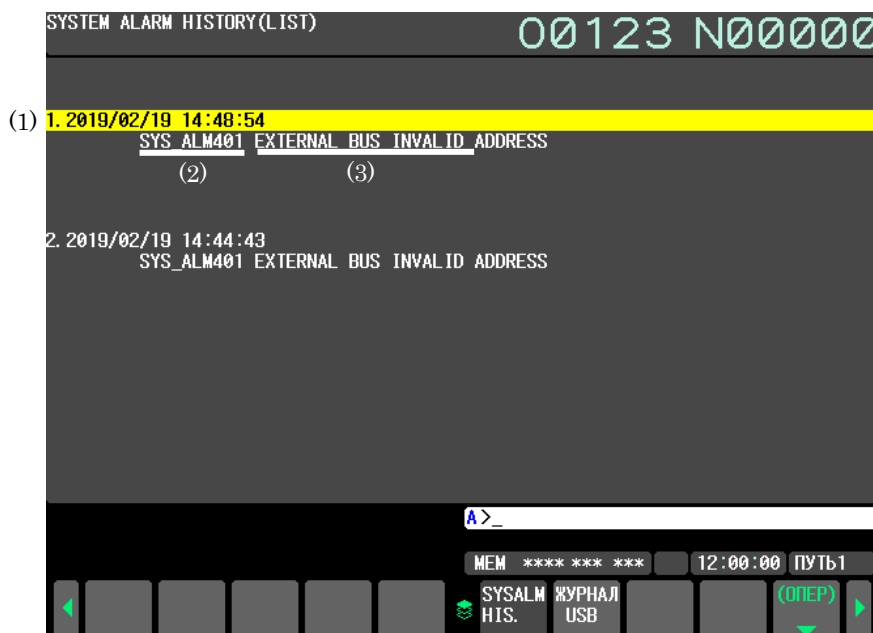 SYSTEM ALARM HISTORY(LIST)
O0123 N00000
(1)
1.2019/02/19 14:48:54
SYS_ALM401 EXTERNAL BUS INVALID ADDRESS
(2)
(3)
2.2019/02/19 14:44:43
SYS_ALM401 EXTERNAL BUS INVALID ADDRESS
A>_
MEM **** *** ***
12:00:00
ПУТЬ1
SYSALM HIS.
ЖУРНАЛ USB
(ОПЕР)